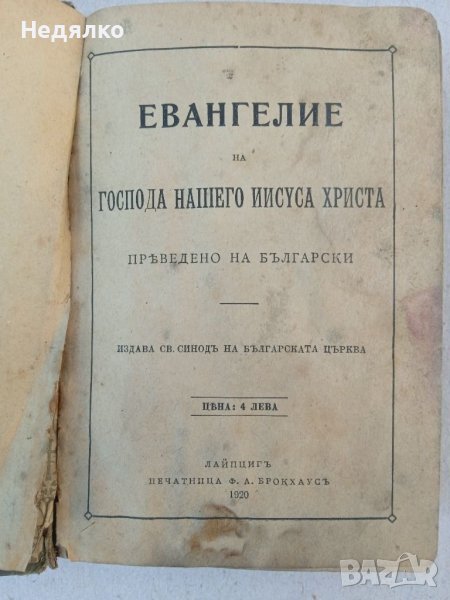 Недялко
ЕВАНГЕЛИЕ
НА
ГОСПОДА НАШЕГО ИИСУСА ХРИСТА
ПРѢВЕДЕНО НА БЪЛГАРСКИ
ИЗДАВА СВ. СИНОДЪ НА БЪЛГАРСКАТА ЦЪРКВА
ЦѢНА: 4 ЛЕВА
ЛАЙПЦИГЪ
ПЕЧАТНИЦА Ф. А. БРОКХАУСЪ
1920
BAZAR